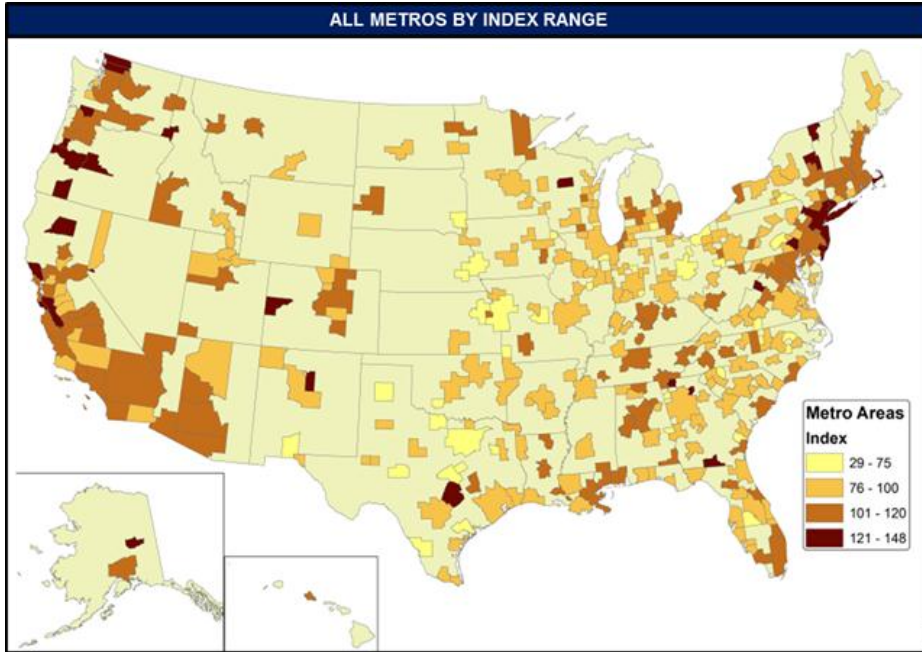 ALL METROS BY INDEX RANGE
Metro Areas
Index
29 - 75
76 - 100
101 - 120
121 - 148